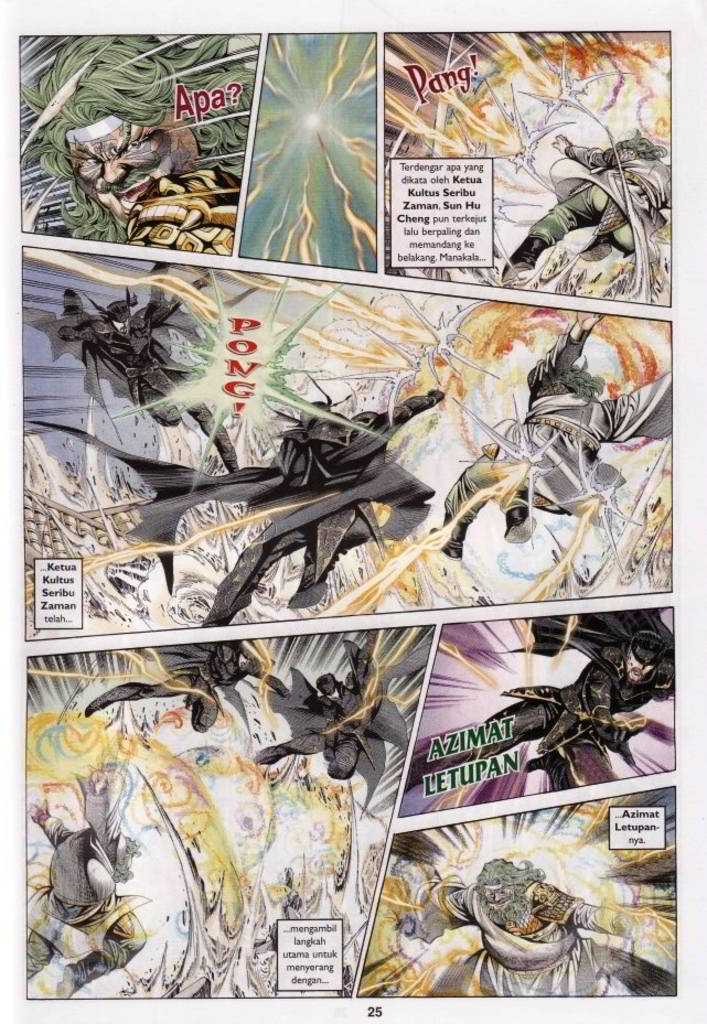 Apa?
Pang!
Terdengar apa yang
dikata oleh Ketua
Kultus Seribu
Zaman, Sun Hu
Cheng pun terkejut
lalu berpaling dan
memandang ke
belakang. Manakala...
PONG!
...Ketua
Kultus
Seribu
Zaman
telah...
AZIMAT
LETUPAN
...mengambil
langkah
utama untuk
menyerang
dengan...
...Azimat
Letupan-
nya.
25